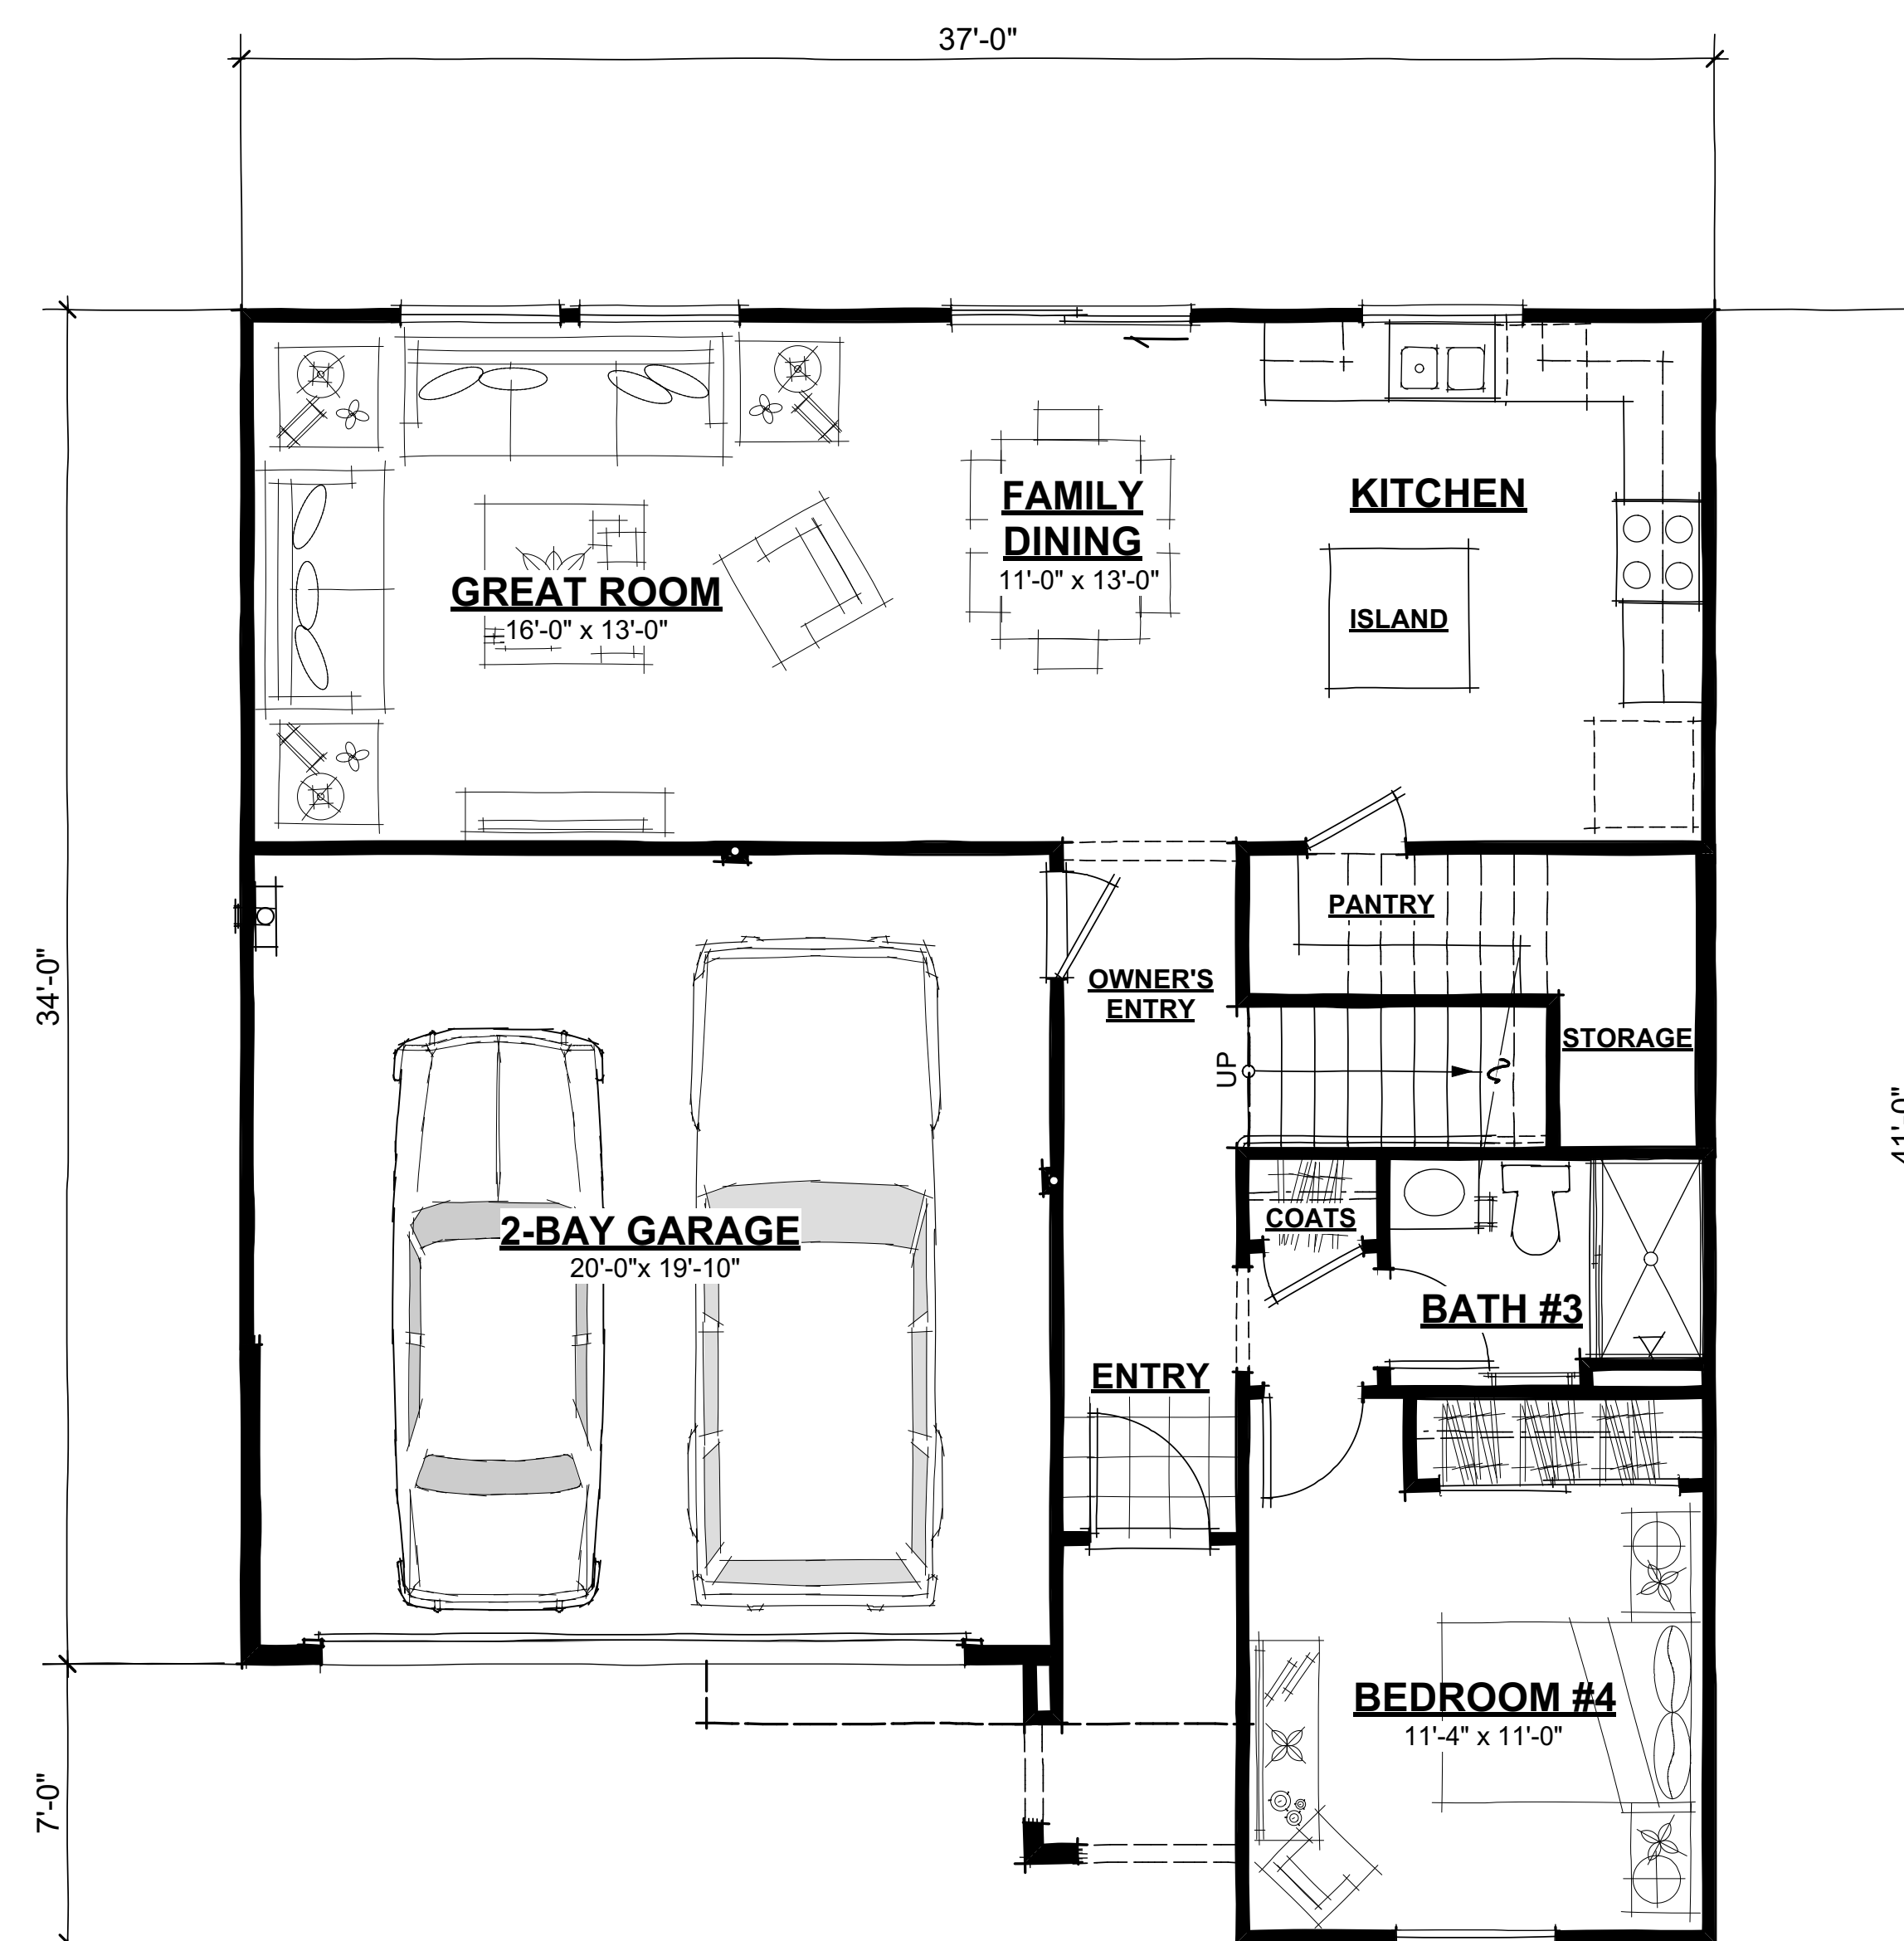 37'-0"
FAMILY
DINING
11'-0" x 13'-0"
KITCHEN
GREAT ROOM
16'-0" x 13'-0"
ISLAND
PANTRY
OWNER'S
ENTRY
34'-0"
STORAGE
UP
41'-0"
COATS
2-BAY GARAGE
20'-0"x 19'-10"
BATH #3
ENTRY
BEDROOM #4
11'-4" x 11'-0"
7'-0"